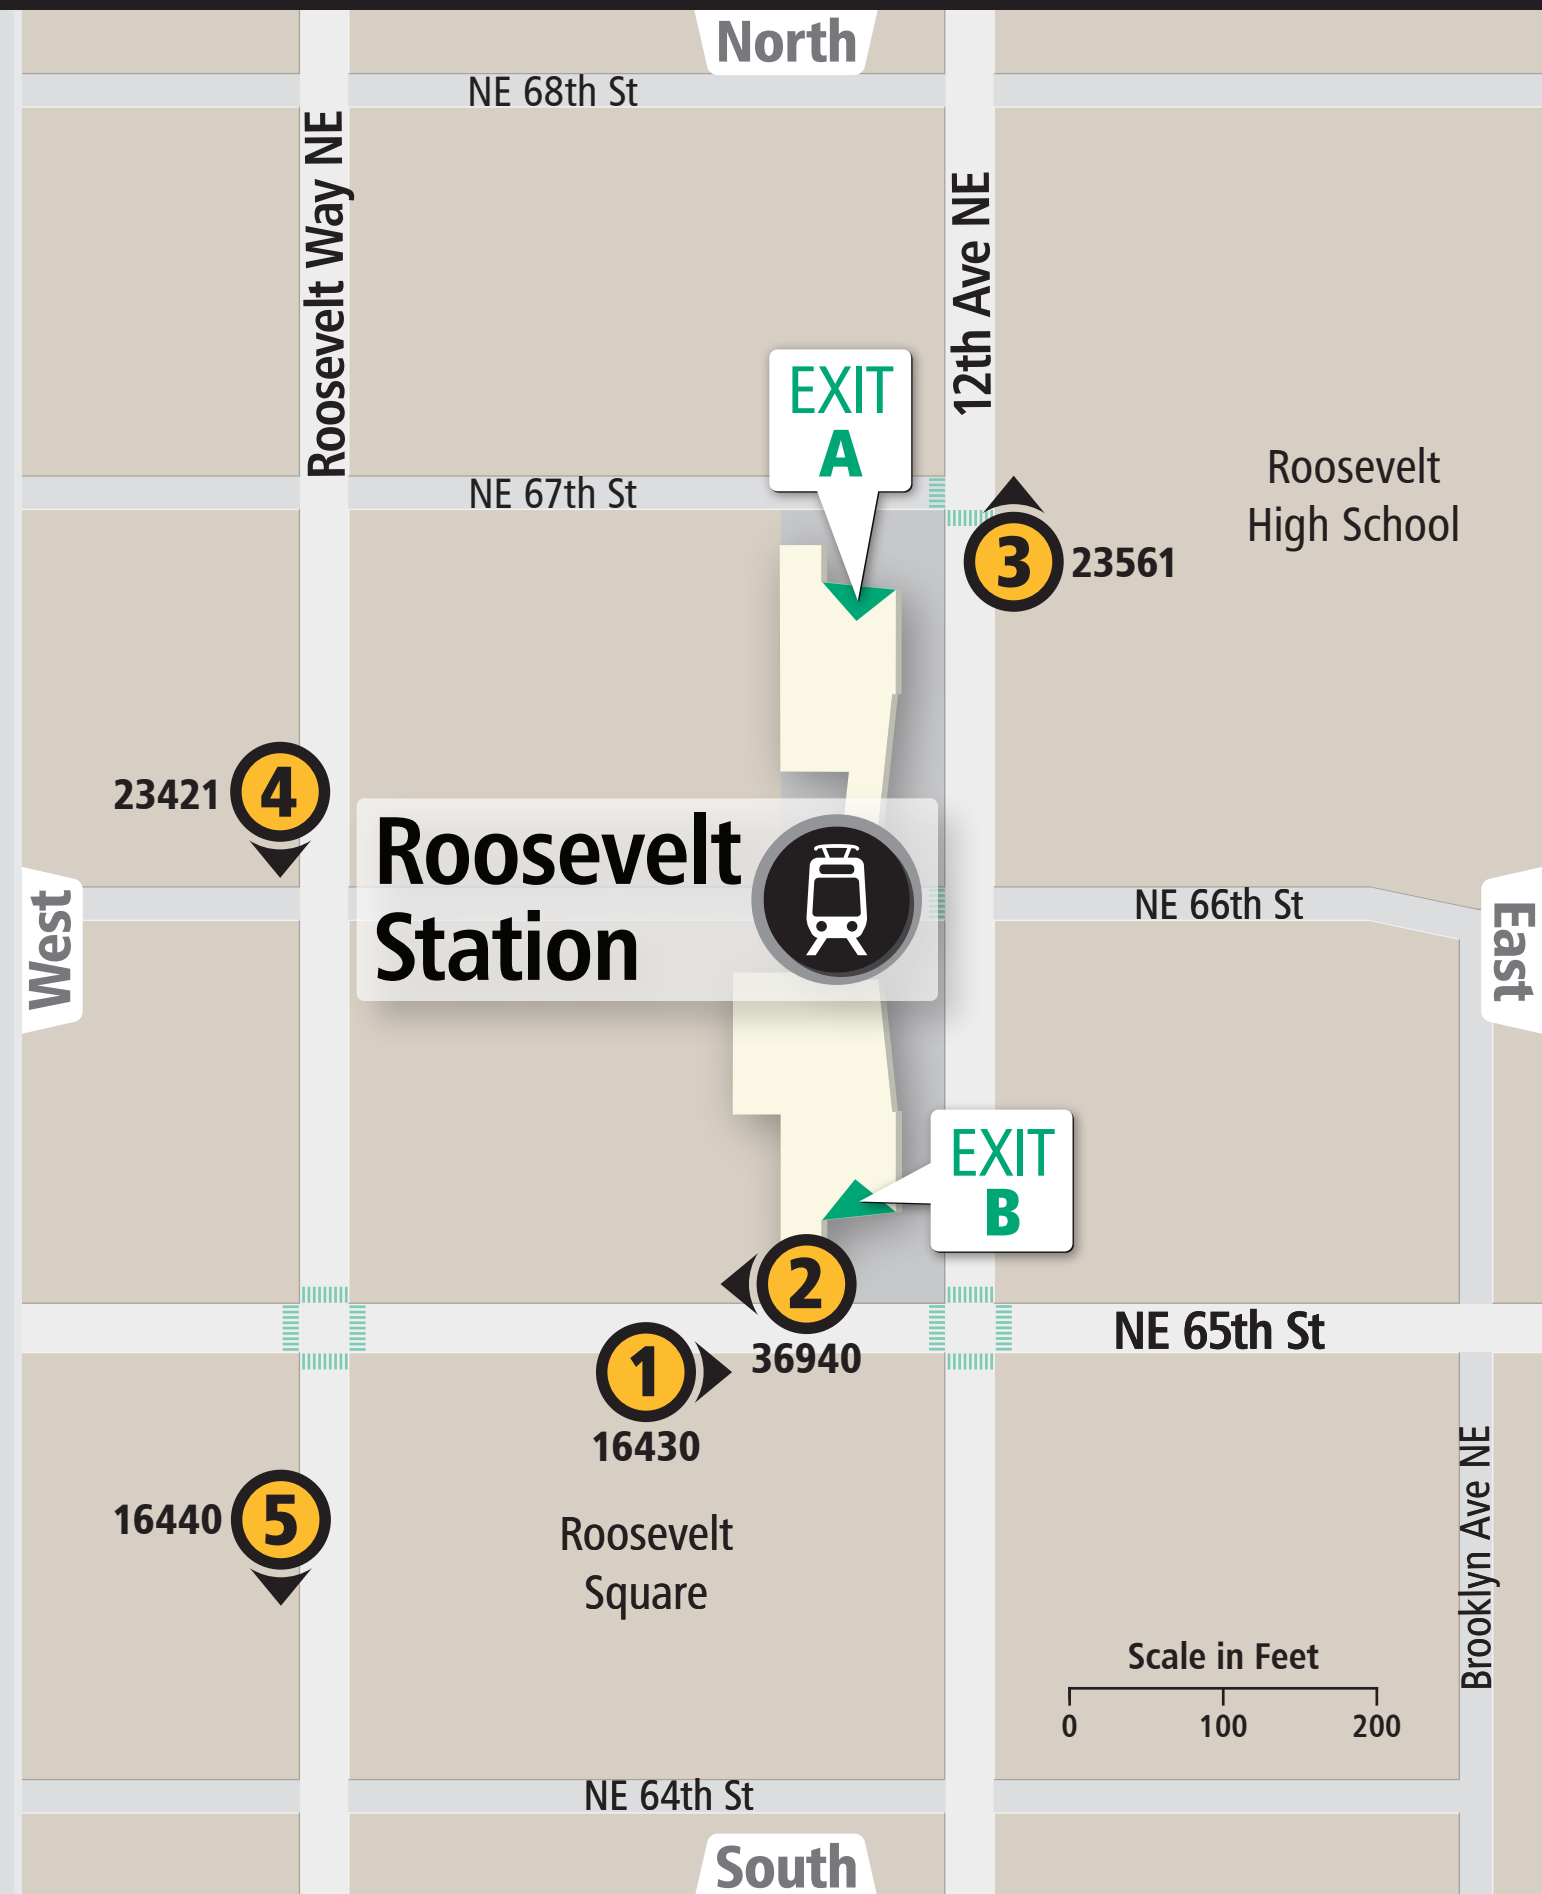 North
NE 68th St
Roosevelt Way NE
12th Ave NE
EXIT
A
NE 67th St
Roosevelt
High School
3
23561
4
23421
Roosevelt
Station
West
NE 66th St
East
EXIT
B
2
36940
NE 65th St
1
16430
5
16440
Roosevelt
Square
Brooklyn Ave NE
Scale in Feet
0 100 200
NE 64th St
South